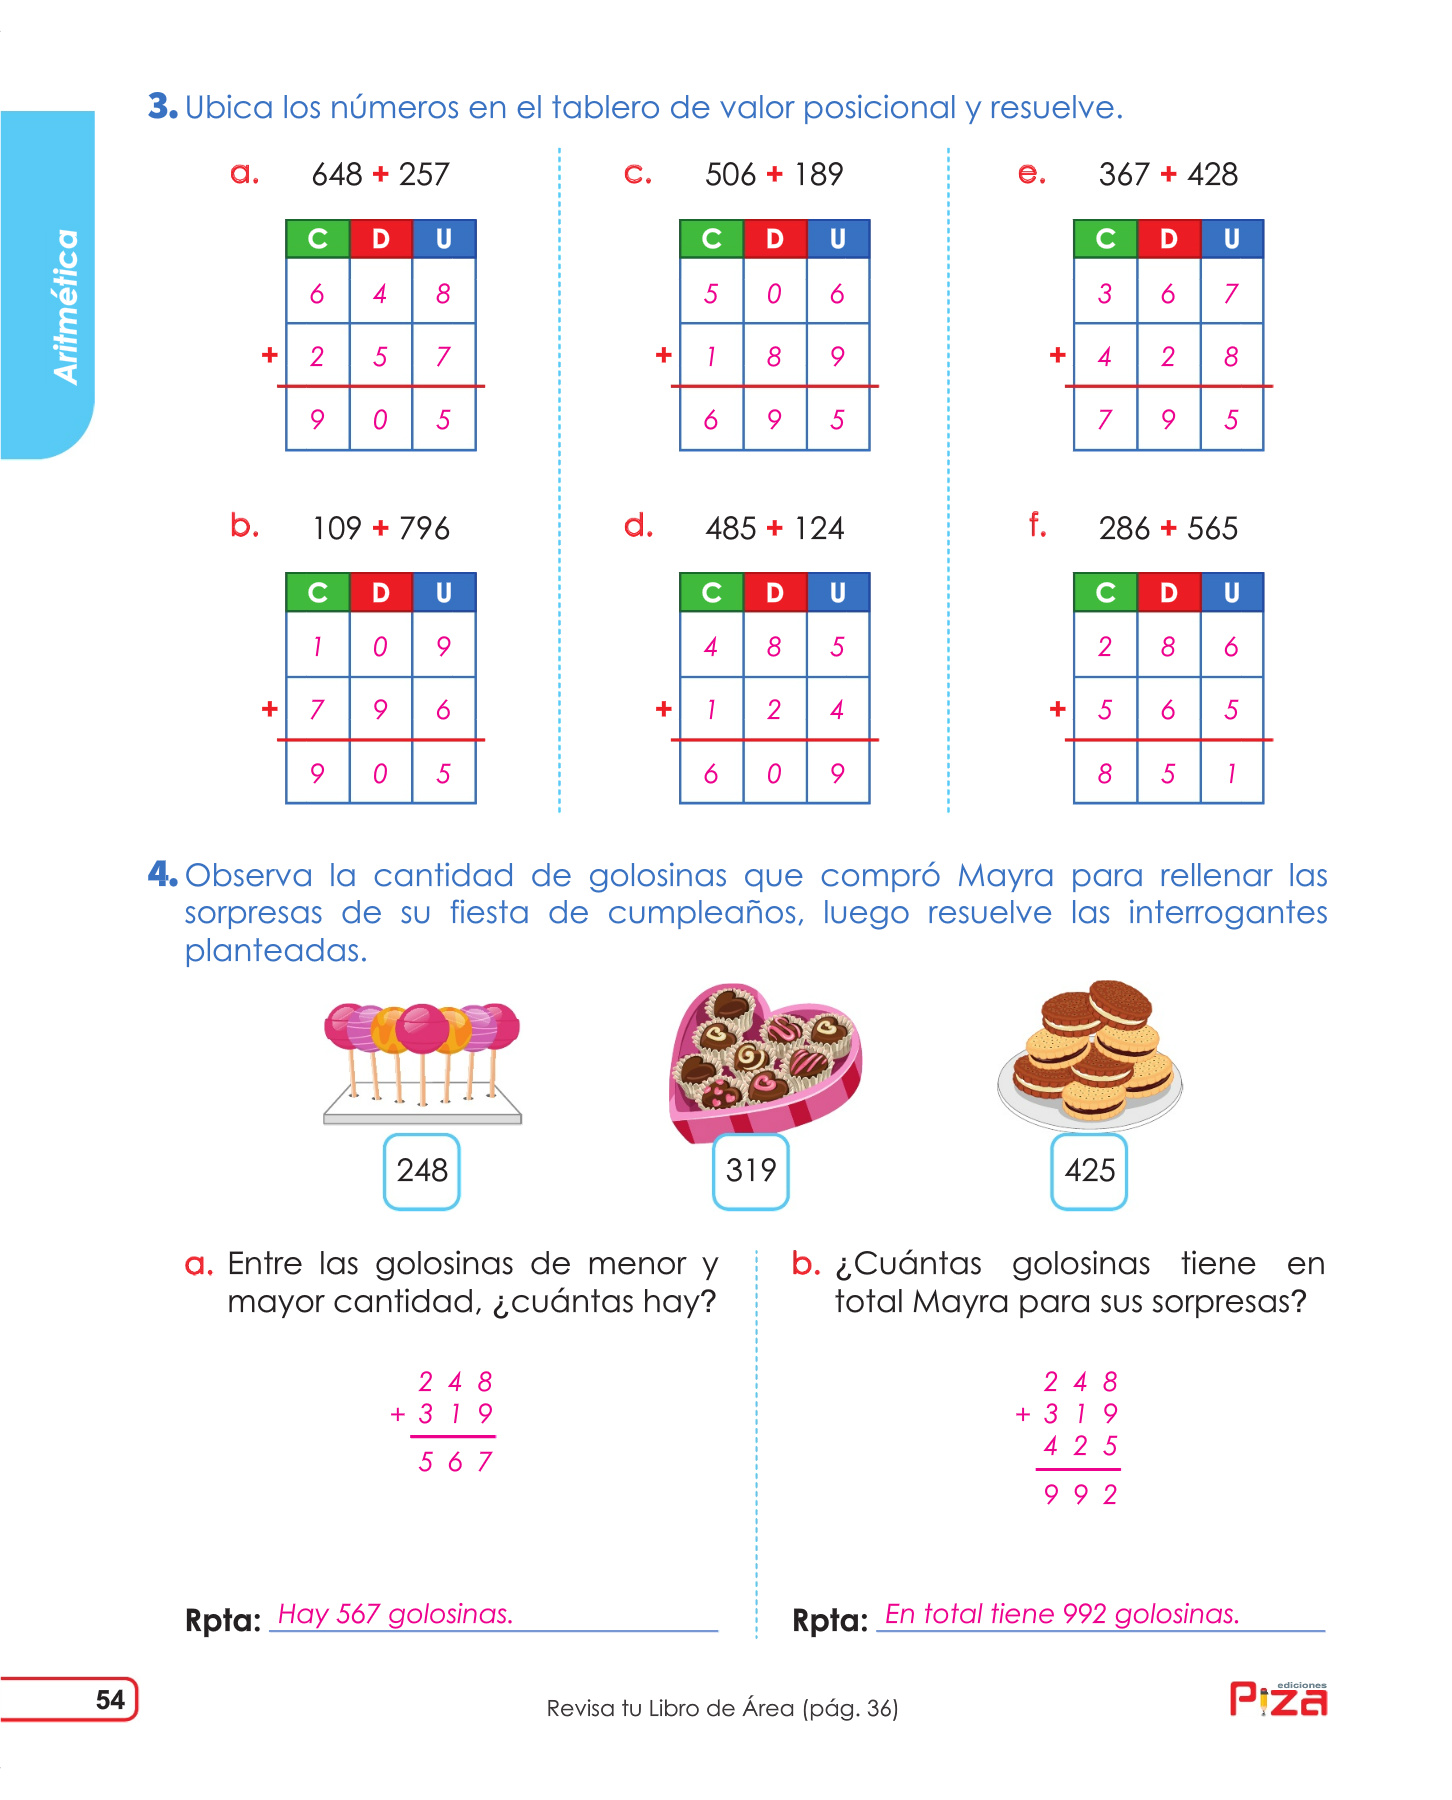 Aritmética
3. Ubica los números en el tablero de valor posicional y resuelve.
a. 648 + 257
C D U
6 4 8
+ 2 5 7
9 0 5
c. 506 + 189
C D U
5 0 6
+ 1 8 9
6 9 5
e. 367 + 428
C D U
3 6 7
+ 4 2 8
7 9 5
b. 109 + 796
C D U
1 0 9
+ 7 9 6
9 0 5
d. 485 + 124
C D U
4 8 5
+ 1 2 4
6 0 9
f. 286 + 565
C D U
2 8 6
+ 5 6 5
8 5 1
4. Observa la cantidad de golosinas que compró Mayra para rellenar las
sorpresas de su fiesta de cumpleaños, luego resuelve las interrogantes
planteadas.
248
319
425
a. Entre las golosinas de menor y
mayor cantidad, ¿cuántas hay?
2 4 8
+ 3 1 9
5 6 7
Rpta: Hay 567 golosinas.
b. ¿Cuántas golosinas tiene en
total Mayra para sus sorpresas?
2 4 8
+ 3 1 9
4 2 5
9 9 2
Rpta: En total tiene 992 golosinas.
54
Revisa tu Libro de Área (pág. 36)
ediciones
Piza